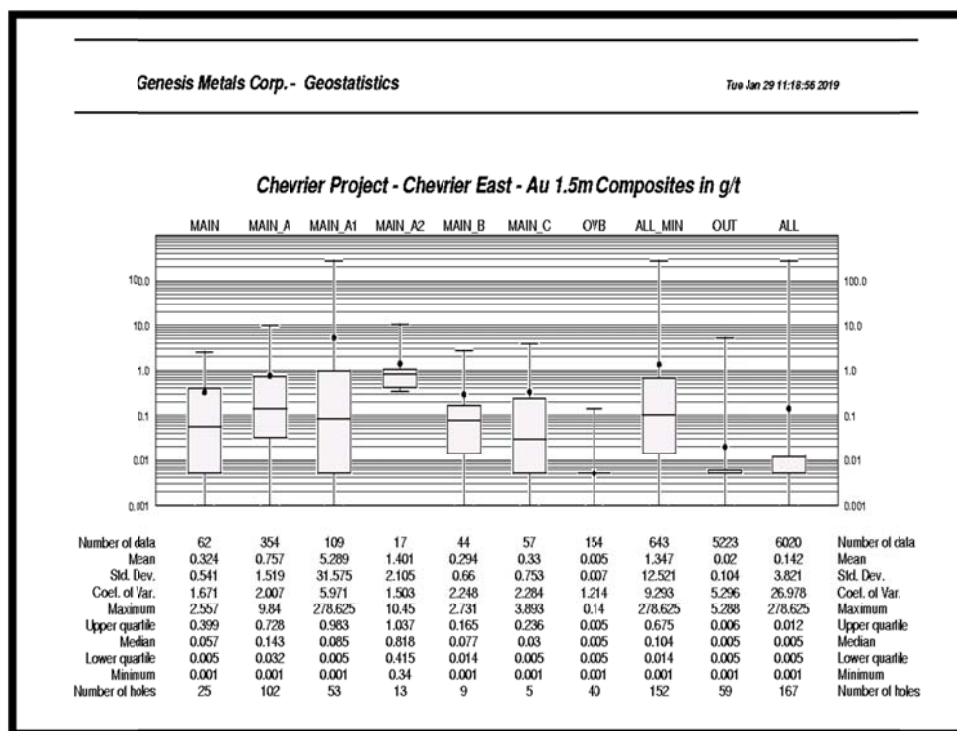 Genesis Metals Corp.- Geostatistics Tue Jan 29 11:18:56 2019
Chevrier Project - Chevrier East - Au 1.5m Composites in g/t
MAIN MAIN_A MAIN_A1 MAIN_A2 MAIN_B MAIN_C OVB ALL_MIN OUT ALL
100.0 100.0
10.0 10.0
1.0 1.0
0.1 0.1
0.01 0.01
0.001 0.001
Number of data 62 354 109 17 44 57 154 643 5223 6020 Number of data
Mean 0.324 0.757 5.289 1.401 0.294 0.33 0.005 1.347 0.02 0.142 Mean
Std. Dev. 0.541 1.519 31.575 2.105 0.66 0.753 0.007 12.521 0.104 3.821 Std. Dev.
Coef. of Var. 1.671 2.007 5.971 1.503 2.248 2.284 1.214 9.293 5.296 26.978 Coef. of Var.
Maximum 2.557 9.84 278.625 10.45 2.731 3.893 0.14 278.625 5.288 278.625 Maximum
Upper quartile 0.399 0.728 0.983 1.037 0.165 0.236 0.005 0.675 0.006 0.012 Upper quartile
Median 0.057 0.143 0.085 0.818 0.077 0.03 0.005 0.104 0.005 0.005 Median
Lower quartile 0.005 0.032 0.005 0.415 0.014 0.005 0.005 0.014 0.005 0.005 Lower quartile
Minimum 0.001 0.001 0.001 0.34 0.001 0.001 0.001 0.001 0.001 0.001 Minimum
Number of holes 25 102 53 13 9 5 40 152 59 167 Number of holes